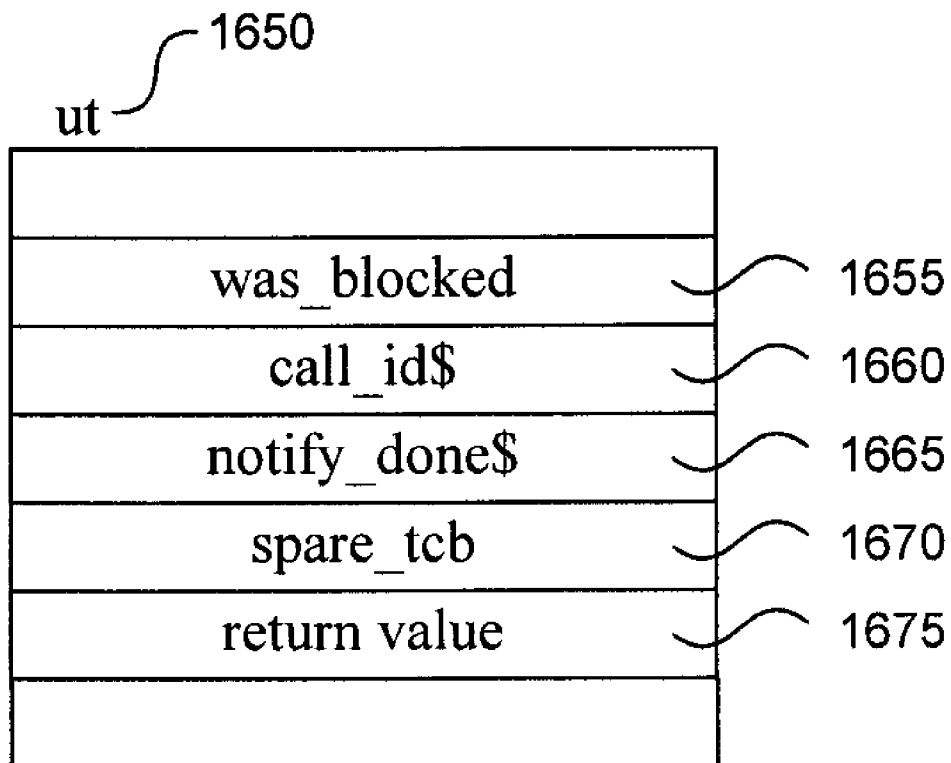 1650
ut
was_blocked 1655
call_id$ 1660
notify_done$ 1665
spare_tcb 1670
return value 1675